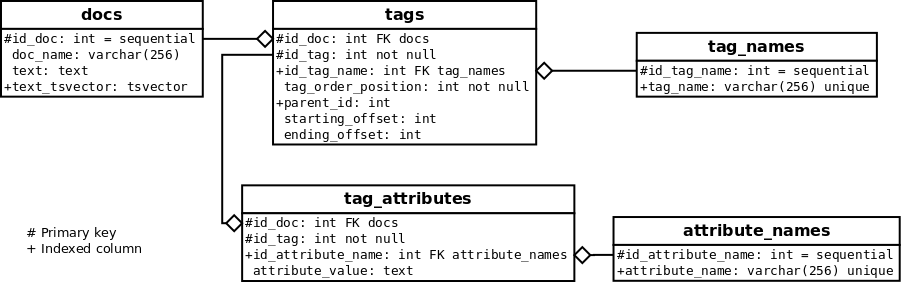 docs
#id_doc: int = sequential
doc_name: varchar(256)
text: text
+text_tsvector: tsvector
tags
#id_doc: int FK docs
#id_tag: int not null
+id_tag_name: int FK tag_names
tag_order_position: int not null
+parent_id: int
starting_offset: int
ending_offset: int
tag_names
#id_tag_name: int = sequential
+tag_name: varchar(256) unique
tag_attributes
#id_doc: int FK docs
#id_tag: int not null
+id_attribute_name: int FK attribute_names
attribute_value: text
attribute_names
#id_attribute_name: int = sequential
+attribute_name: varchar(256) unique
# Primary key
+ Indexed column